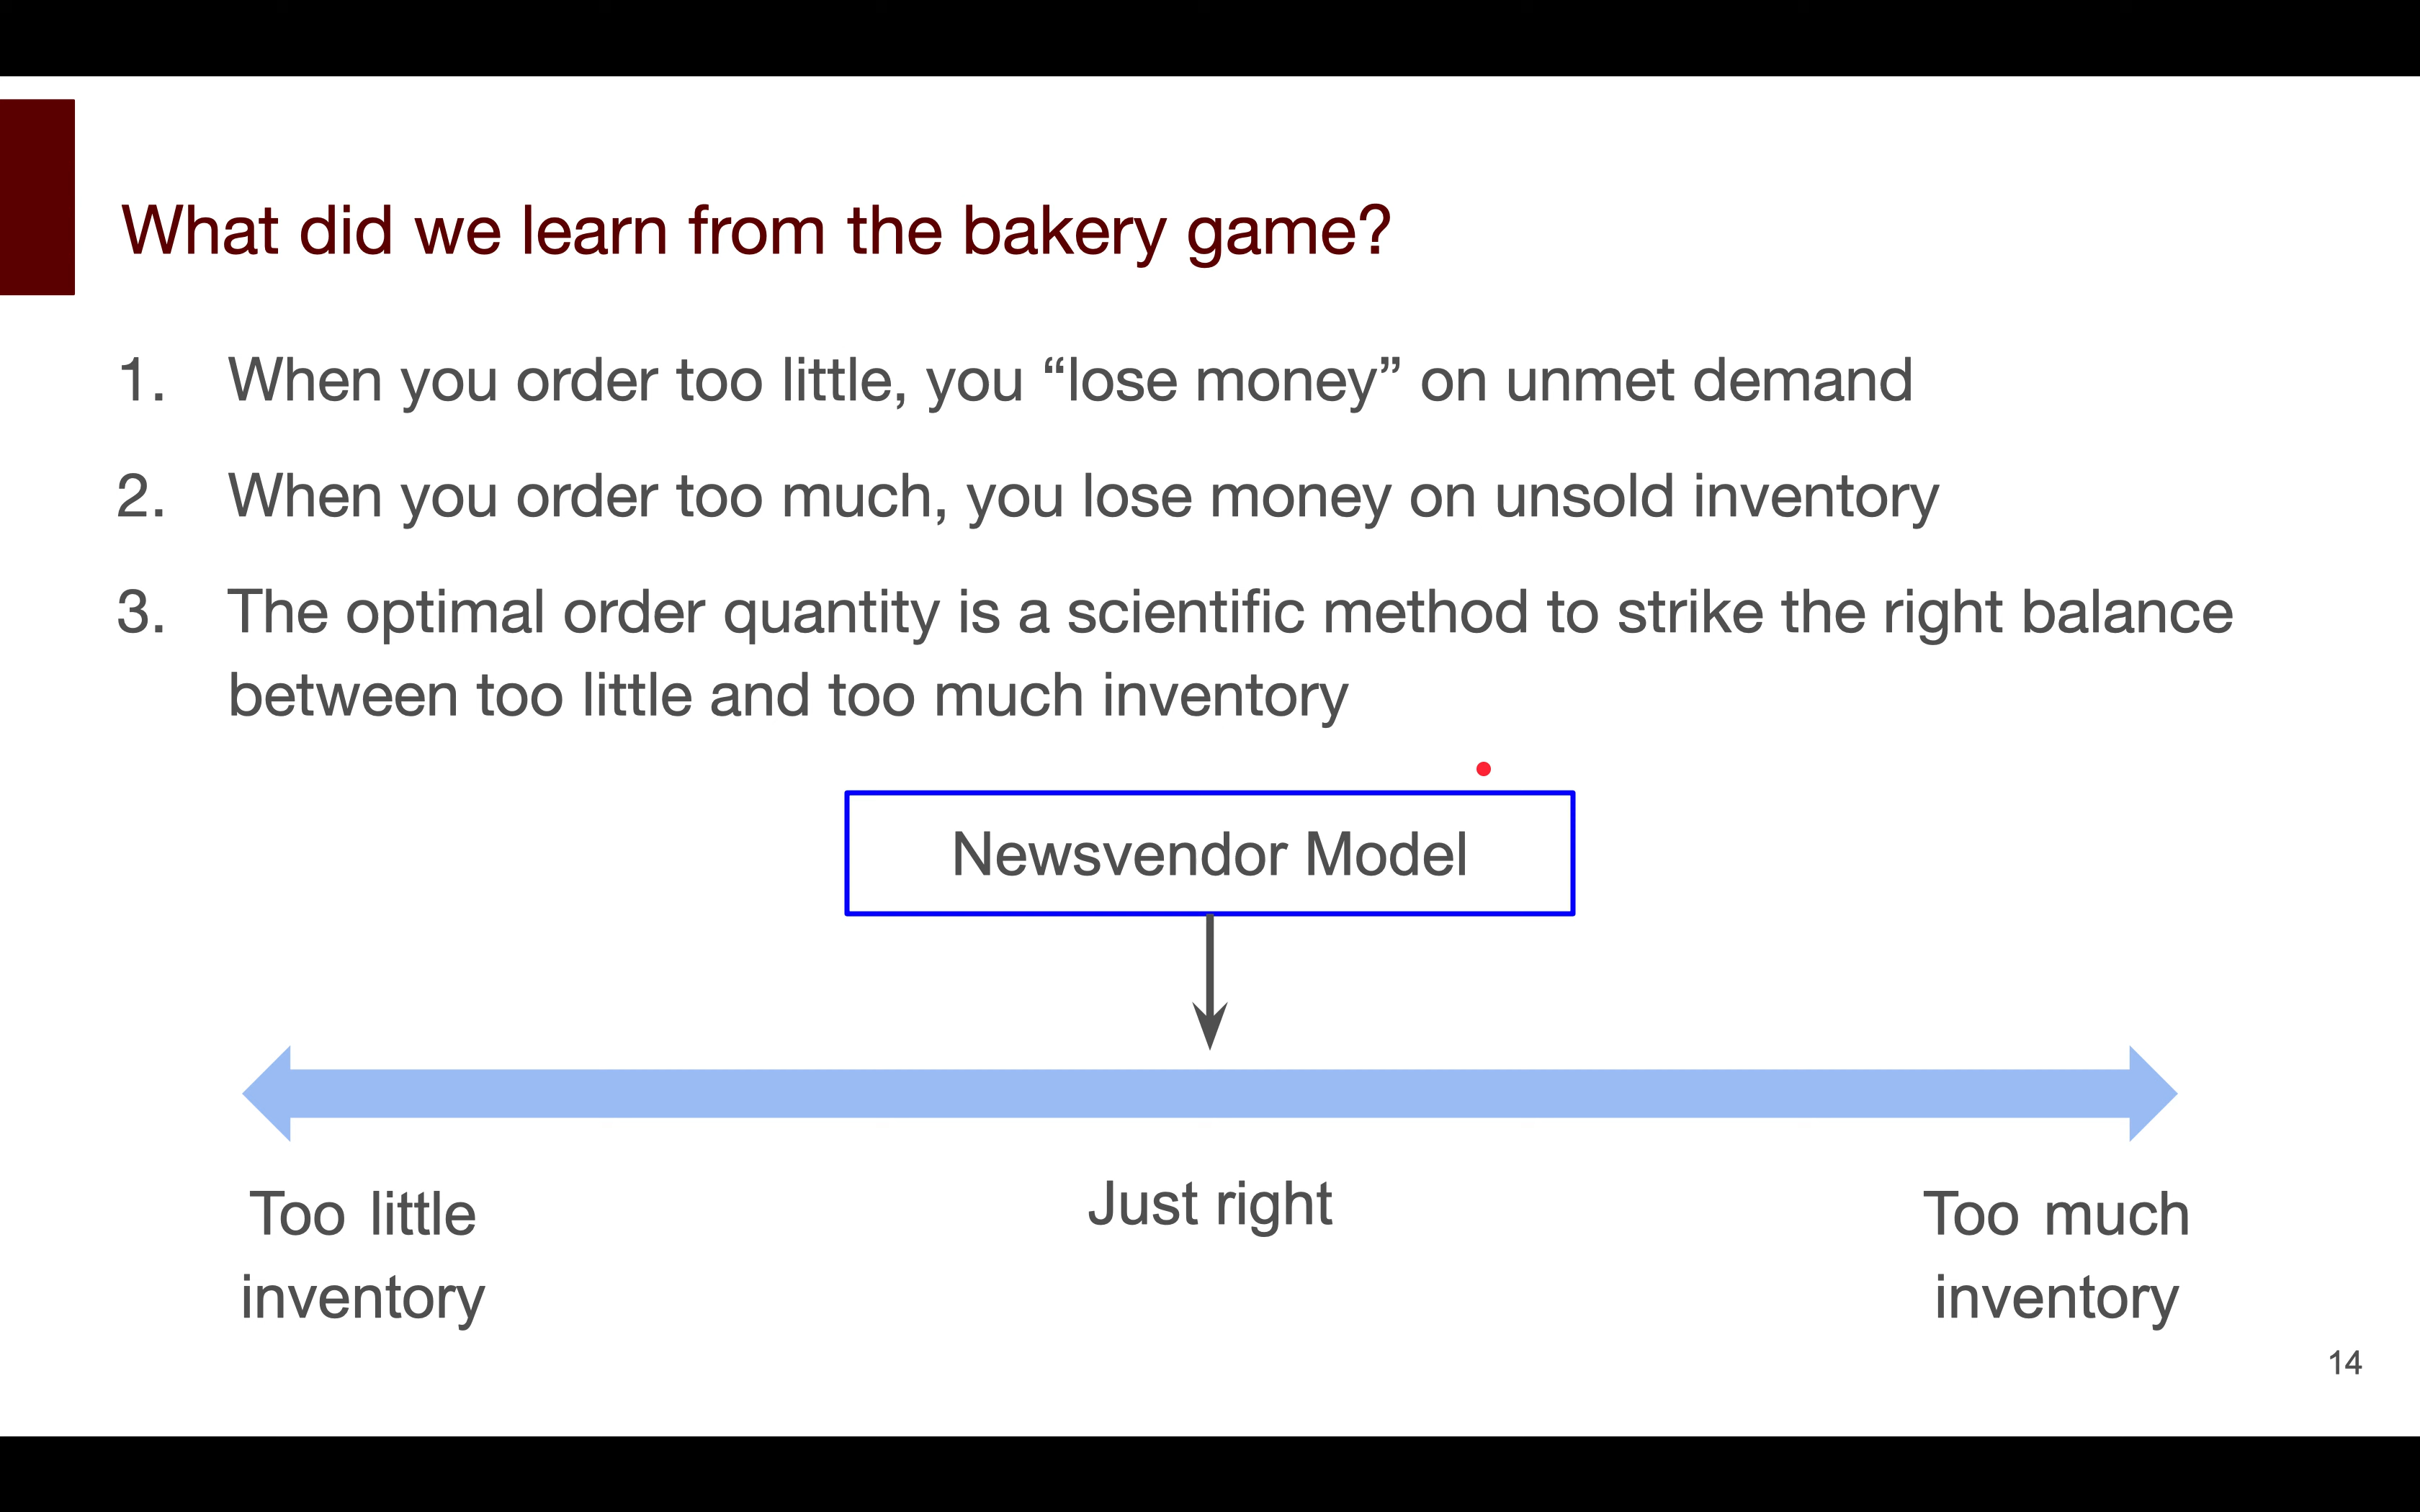 What did we learn from the bakery game?
1. When you order too little, you “lose money” on unmet demand
2. When you order too much, you lose money on unsold inventory
3. The optimal order quantity is a scientific method to strike the right balance
between too little and too much inventory
Newsvendor Model
Too little
inventory
Just right
Too much
inventory
14